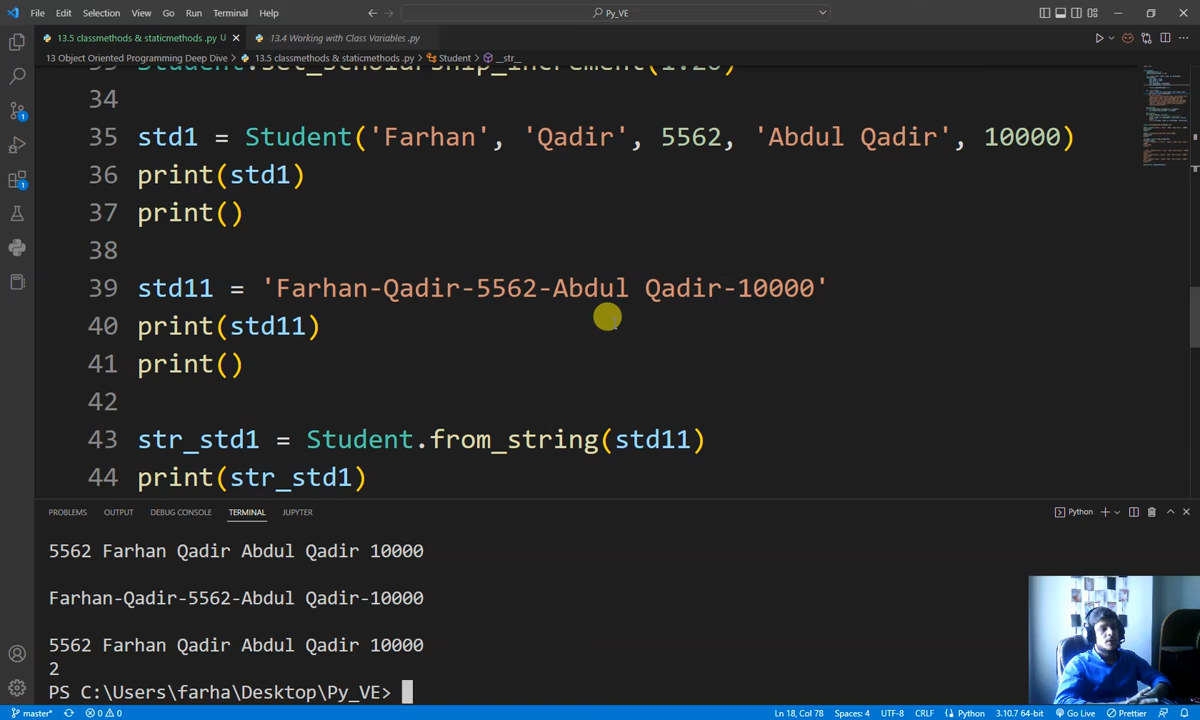 File Edit Selection View Go Run Terminal Help
Py_VE
13.5 classmethods & staticmethods .py U
13.4 Working with Class Variables .py
13 Object Oriented Programming Deep Dive > 13.5 classmethods & staticmethods .py > Student > __str__
Student.set_scholarship_increment(1.20)
34
35 std1 = Student('Farhan', 'Qadir', 5562, 'Abdul Qadir', 10000)
36 print(std1)
37 print()
38
39 std11 = 'Farhan-Qadir-5562-Abdul Qadir-10000'
40 print(std11)
41 print()
42
43 str_std1 = Student.from_string(std11)
44 print(str_std1)
PROBLEMS OUTPUT DEBUG CONSOLE TERMINAL JUPYTER
Python
5562 Farhan Qadir Abdul Qadir 10000
Farhan-Qadir-5562-Abdul Qadir-10000
5562 Farhan Qadir Abdul Qadir 10000
2
PS C:\Users\farha\Desktop\Py_VE>
master* 0 0 Ln 18, Col 78 Spaces: 4 UTF-8 CRLF Python 3.10.7 64-bit Go Live Prettier